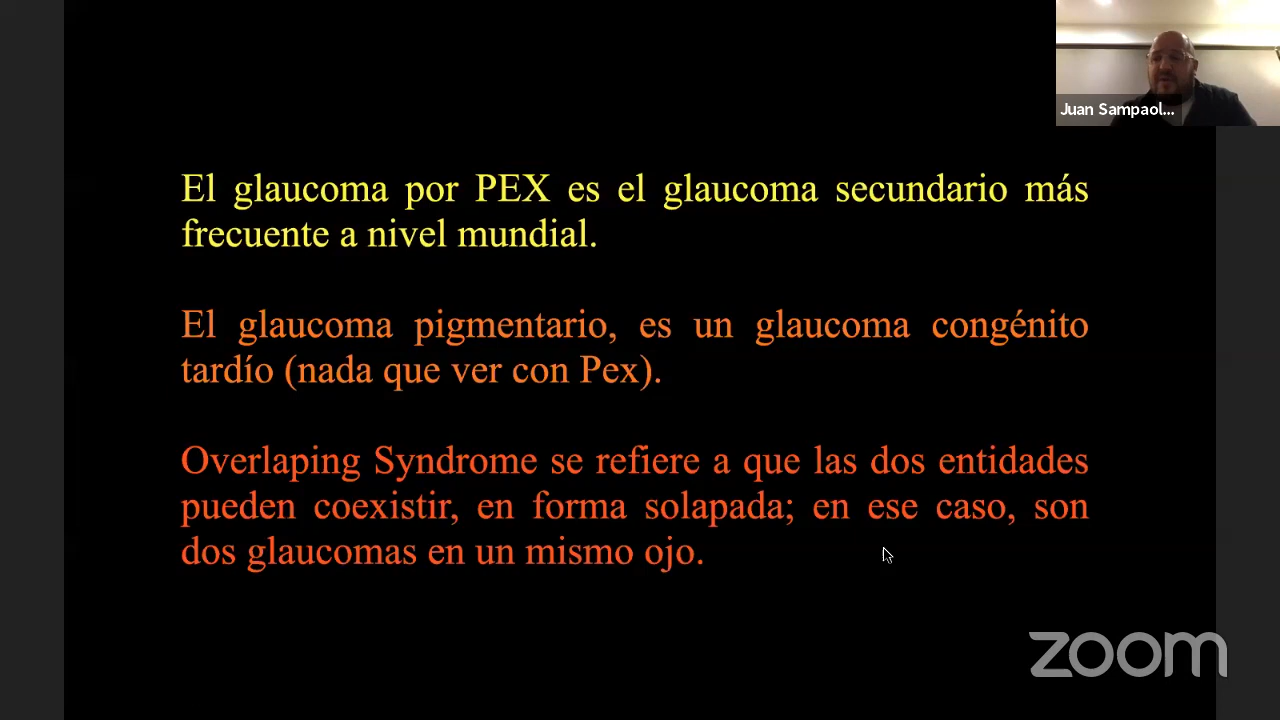 Juan Sampaol...
El glaucoma por PEX es el glaucoma secundario más
frecuente a nivel mundial.
El glaucoma pigmentario, es un glaucoma congénito
tardío (nada que ver con Pex).
Overlaping Syndrome se refiere a que las dos entidades
pueden coexistir, en forma solapada; en ese caso, son
dos glaucomas en un mismo ojo.
zoom